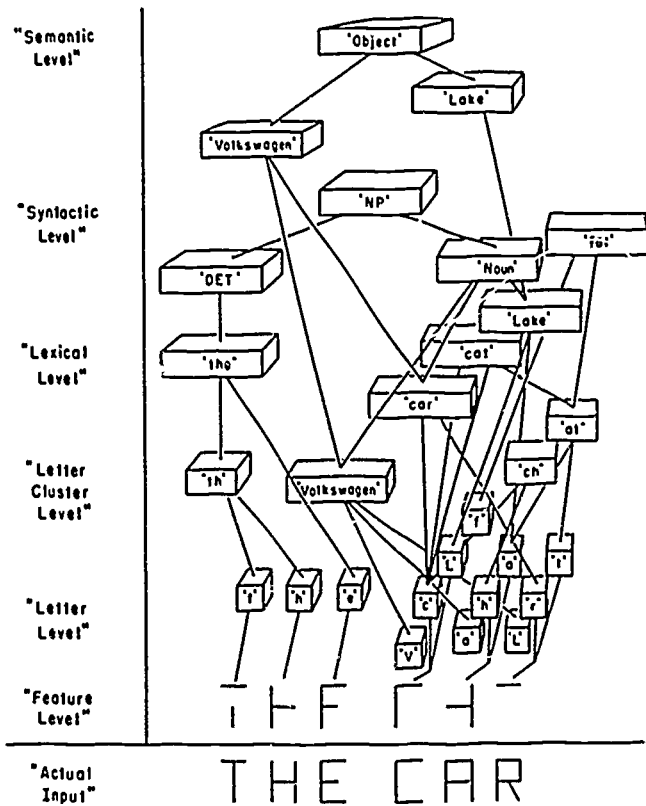 "Semantic
Level"
"Object"
"Lake"
"Volkswagen"
"Syntactic
Level"
"NP"
"DET"
"Noun"
"Lake"
"Lexical
Level"
"the"
"cat"
"car"
"at"
"Letter
Cluster
Level"
"th"
"Volkswagen"
"ch"
"f"
"L"
"a"
"t"
"Letter
Level"
"h"
"e"
"c"
"h"
"r"
"V"
"a"
"L"
"Feature
Level"
"Actual
Input"
THE CAR